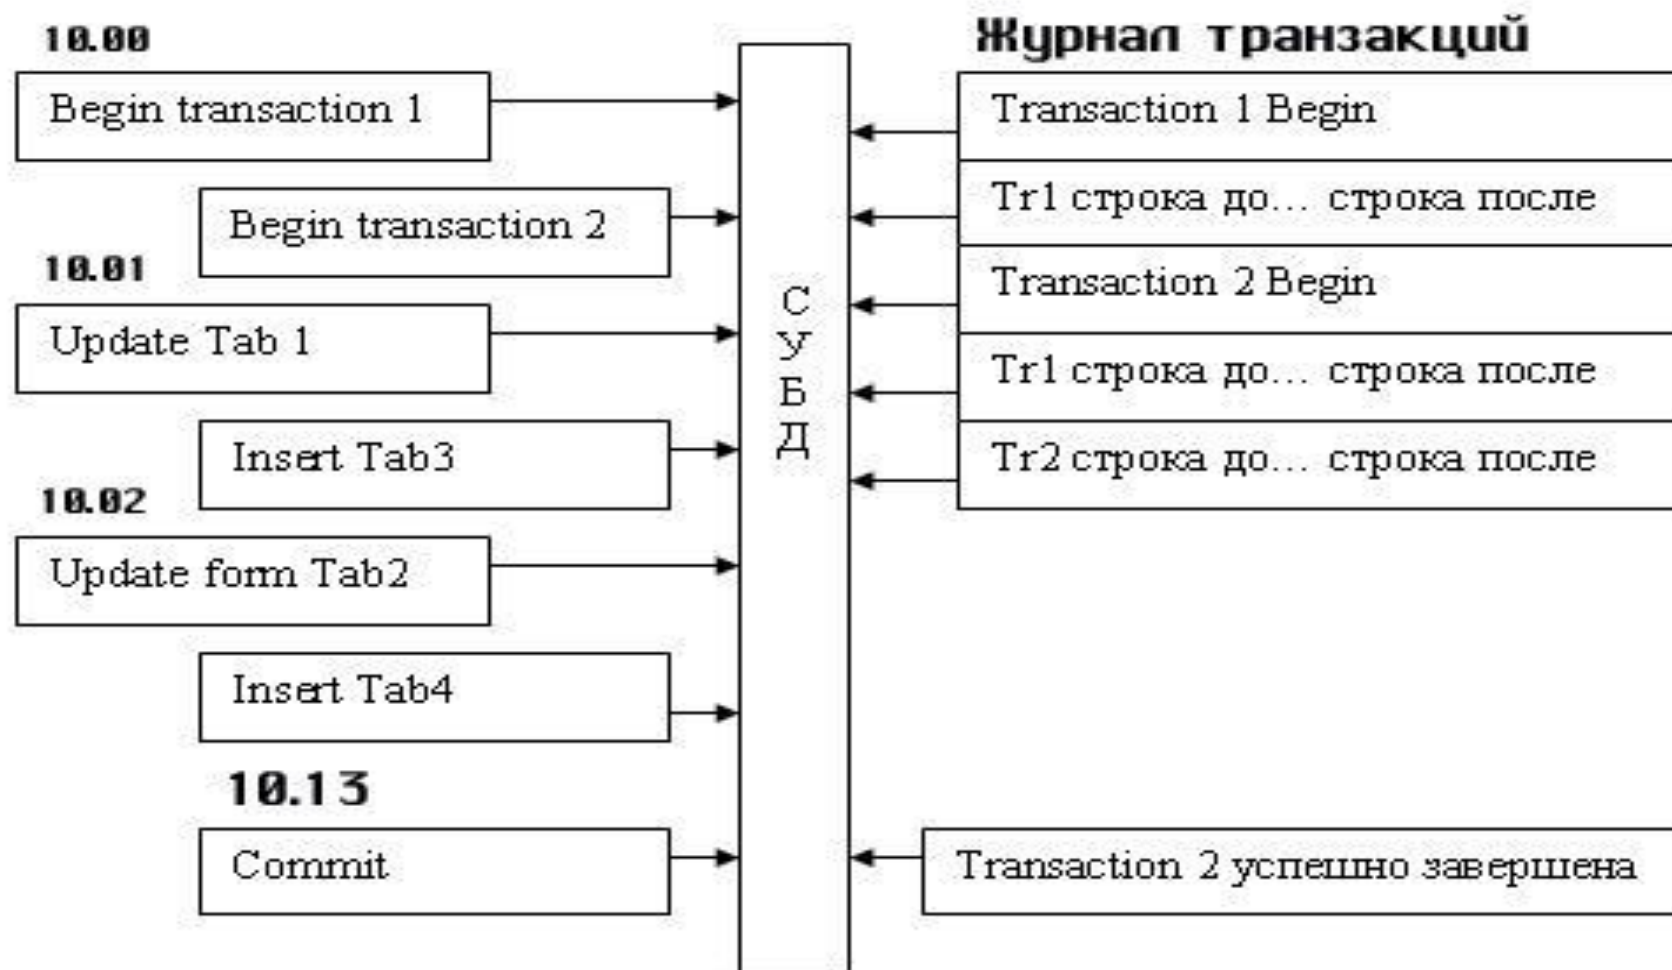 10.00
Begin transaction 1
Begin transaction 2
10.01
Update Tab 1
Insert Tab3
10.02
Update form Tab2
Insert Tab4
10.13
Commit
С
У
Б
Д
Журнал транзакций
Transaction 1 Begin
Tr1 строка до... строка после
Transaction 2 Begin
Tr1 строка до... строка после
Tr2 строка до... строка после
Transaction 2 успешно завершена